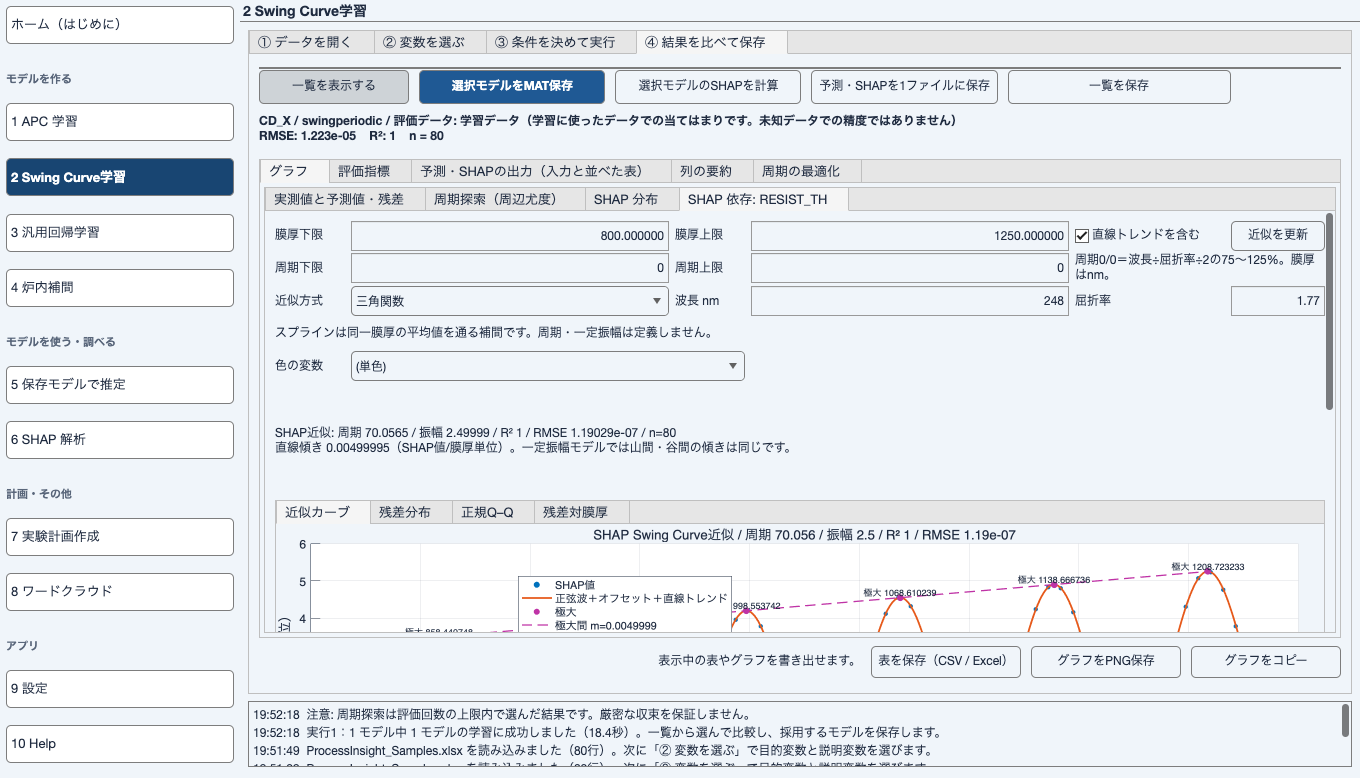 ホーム（はじめに）
モデルを作る
1 APC 学習
2 Swing Curve学習
3 汎用回帰学習
4 炉内補間
モデルを使う・調べる
5 保存モデルで推定
6 SHAP 解析
計画・その他
7 実験計画作成
8 ワードクラウド
アプリ
9 設定
10 Help
2 Swing Curve学習
① データを開く ② 変数を選ぶ ③ 条件を決めて実行 ④ 結果を比べて保存
一覧を表示する 選択モデルをMAT保存 選択モデルのSHAPを計算 予測・SHAPを1ファイルに保存 一覧を保存
CD_X / swingperiodic / 評価データ: 学習データ（学習に使ったデータでの当てはまりです。未知データでの精度ではありません）
RMSE: 1.223e-05 R²: 1 n = 80
グラフ 評価指標 予測・SHAPの出力（入力と並べた表） 列の要約 周期の最適化
実測値と予測値・残差 周期探索（周辺尤度） SHAP 分布 SHAP 依存: RESIST_TH
膜厚下限 800.000000 膜厚上限 1250.000000 直線トレンドを含む 近似を更新
周期下限 0 周期上限 0 周期0/0＝波長÷屈折率÷2の75〜125%。膜厚
はnm。
近似方式 三角関数 波長 nm 248 屈折率 1.77
スプラインは同一膜厚の平均値を通る補間です。周期・一定振幅は定義しません。
色の変数 (単色)
SHAP近似: 周期 70.0565 / 振幅 2.49999 / R² 1 / RMSE 1.19029e-07 / n=80
直線傾き 0.00499995（SHAP値/膜厚単位）。一定振幅モデルでは山間・谷間の傾きは同じです。
近似カーブ 残差分布 正規Q–Q 残差対膜厚
SHAP Swing Curve近似 / 周期 70.056 / 振幅 2.5 / R² 1 / RMSE 1.19e-07
6
5
4
SHAP値
正弦波＋オフセット＋直線トレンド
極大
極大間 m=0.0049999
極大 858.440748
998.553742
極大 1068.610239
極大 1138.666736
極大 1208.723233
表示中の表やグラフを書き出せます。 表を保存（CSV / Excel） グラフをPNG保存 グラフをコピー
19:52:18 注意: 周期探索は評価回数の上限内で選んだ結果です。厳密な収束を保証しません。
19:52:18 実行1：1 モデル中 1 モデルの学習に成功しました（18.4秒）。一覧から選んで比較し、採用するモデルを保存します。
19:51:49 ProcessInsight_Samples.xlsx を読み込みました（80行）。次に「② 変数を選ぶ」で目的変数と説明変数を選びます。